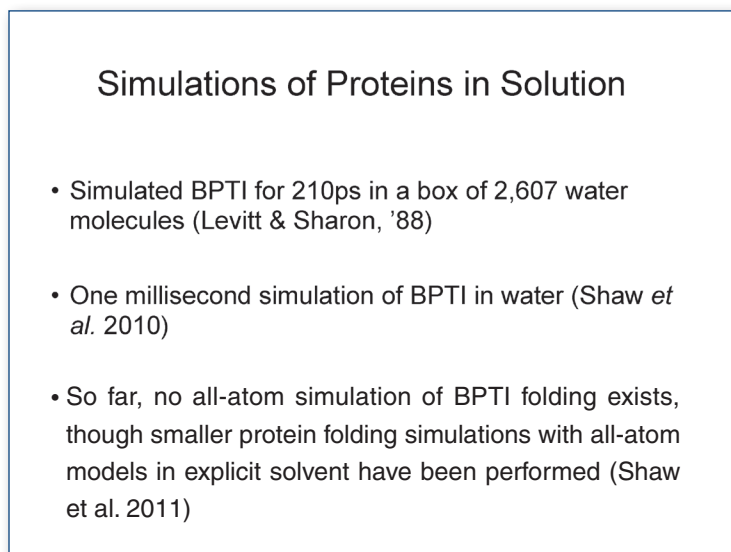 Simulations of Proteins in Solution
• Simulated BPTI for 210ps in a box of 2,607 water
molecules (Levitt & Sharon, ’88)
• One millisecond simulation of BPTI in water (Shaw et
al. 2010)
• So far, no all-atom simulation of BPTI folding exists,
though smaller protein folding simulations with all-atom
models in explicit solvent have been performed (Shaw
et al. 2011)